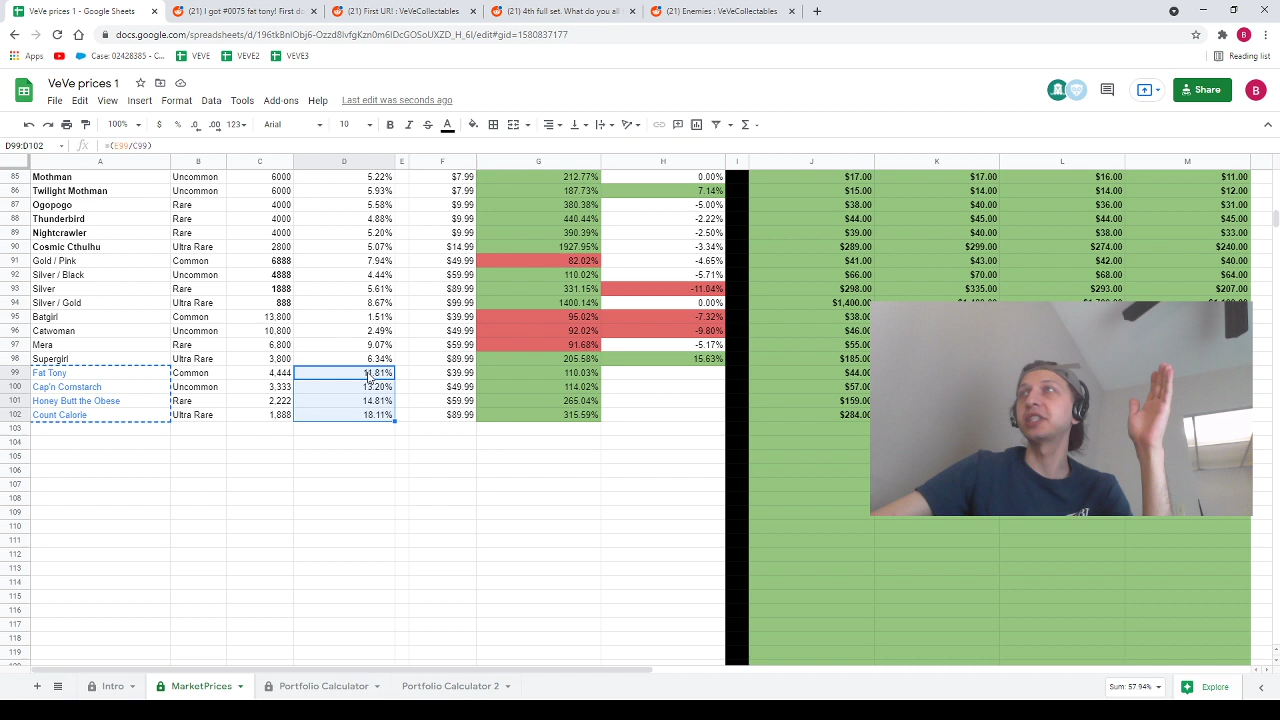 VeVe prices 1 - Google Sheets
(21) I got #0075 fat tony! First d
(21) First UR! : VeVeCollectables
(21) 4th full set. What do you all
(21) Enemies : VeVeCollectables
Apps
Case: 02428385 - C...
VEVE
VEVE2
VEVE3
Reading list
VeVe prices 1
File Edit View Insert Format Data Tools Add-ons Help Last edit was seconds ago
Share
B
100% $ % .0 .00 123 Arial 10 B I S A
D99:D102 fx =(E99/C99)
A B C D E F G H I J K L M
85 Mothman Uncommon 6000 5.22% $7.99 212.77% 0.00% $17.00 $17.00 $16.00 $11.00
86 Twilight Mothman Uncommon 6000 5.93% $7.99 187.73% 7.14% $15.00 $14.00 $14.00 $12.00
87 Ogopogo Rare 4000 5.58% $9.99 380.38% -5.00% $38.00 $40.00 $36.00 $31.00
88 Thunderbird Rare 4000 4.88% $9.99 440.44% -2.22% $44.00 $45.00 $44.00 $45.00
89 Nightcrawler Rare 4000 5.20% $9.99 390.39% -2.50% $39.00 $40.00 $38.00 $33.00
90 Cosmic Cthulhu Ultra Rare 2800 5.07% $14.99 1927.95% -3.34% $289.00 $299.00 $274.00 $240.00
91 Gold / Pink Common 6888 7.94% $49.99 82.02% -4.65% $41.00 $43.00 $42.00 $40.00
92 Silver / Black Uncommon 4888 4.44% $59.99 110.02% -5.71% $66.00 $70.00 $68.00 $64.00
93 Silver Rare 1888 5.61% $89.99 331.15% -11.04% $298.00 $335.00 $293.00 $207.00
94 Silver / Gold Ultra Rare 888 8.67% $99.99 1400.14% 0.00% $1,400.00
95 Batgirl Common 13,800 1.51% $39.99 95.02% -7.32% $38.00
96 Catwoman Uncommon 10,800 2.49% $49.99 92.02% -9.80% $46.00
97 Mera Rare 6,800 9.07% $59.99 91.68% -5.17% $55.00
98 Supergirl Ultra Rare 3,800 6.34% $89.99 205.58% 15.63% $185.00
99 Fat Tony Common 4,444 11.81% $39.99 110.03% $44.00
100 Cap'n Cornstarch Uncommon 3,333 13.20% $49.99 114.02% $57.00
101 Honey Butt the Obese Rare 2,222 14.81% $59.99 265.04% $159.00
102 Count Calorie Ultra Rare 1,888 18.11% $89.99 315.59% $284.00
103
104
105
106
107
108
109
110
111
112
113
114
115
116
117
118
119
Intro MarketPrices Portfolio Calculator Portfolio Calculator 2 Sum: 57.94% Explore